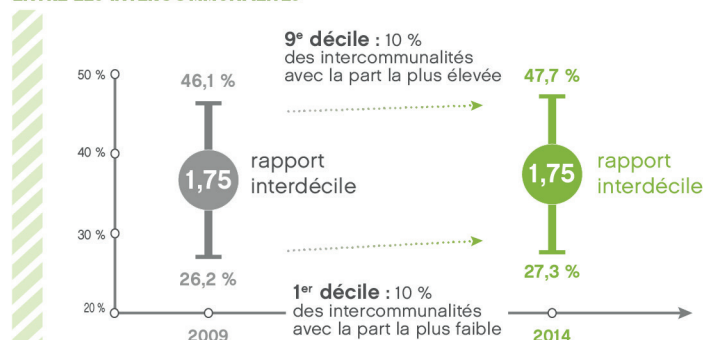 9e décile : 10 %
des intercommunalités
avec la part la plus élevée
50 %
46,1 %
47,7 %
40 %
1,75
rapport
interdécile
1,75
rapport
interdécile
30 %
26,2 %
27,3 %
1er décile : 10 %
des intercommunalités
avec la part la plus faible
20 %
2009
2014